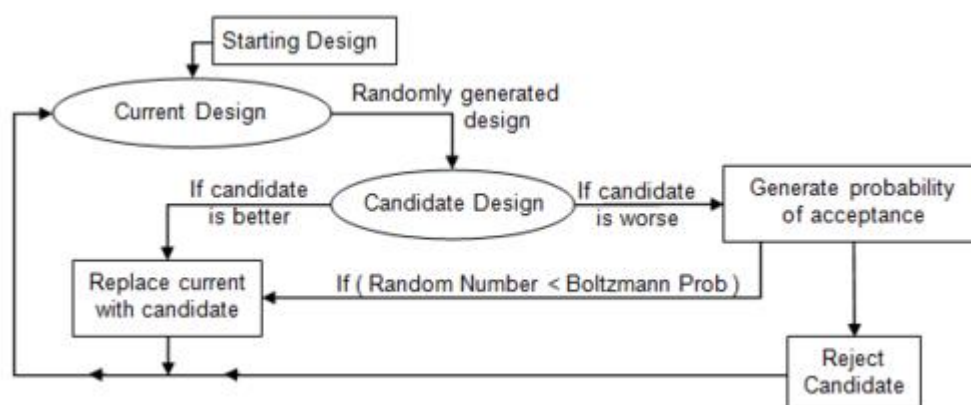 Starting Design
Current Design
Randomly generated
design
If candidate
is better
Candidate Design
If candidate
is worse
Generate probability
of acceptance
Replace current
with candidate
If ( Random Number < Boltzmann Prob )
Reject
Candidate